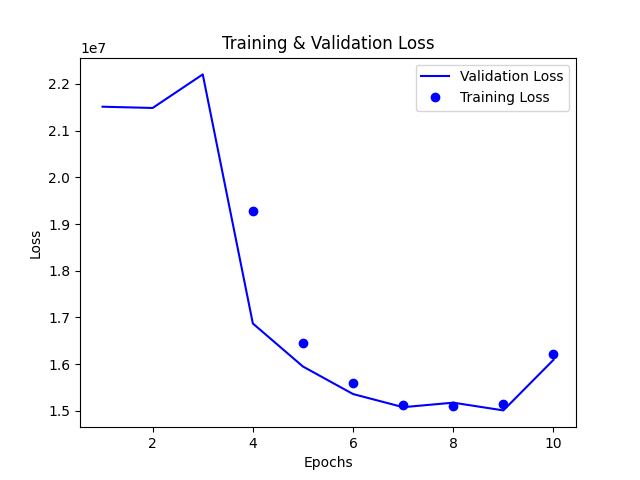 Training & Validation Loss
1e7
Validation Loss
Training Loss
2.2
2.1
2.0
1.9
1.8
1.7
1.6
1.5
Loss
2 4 6 8 10
Epochs